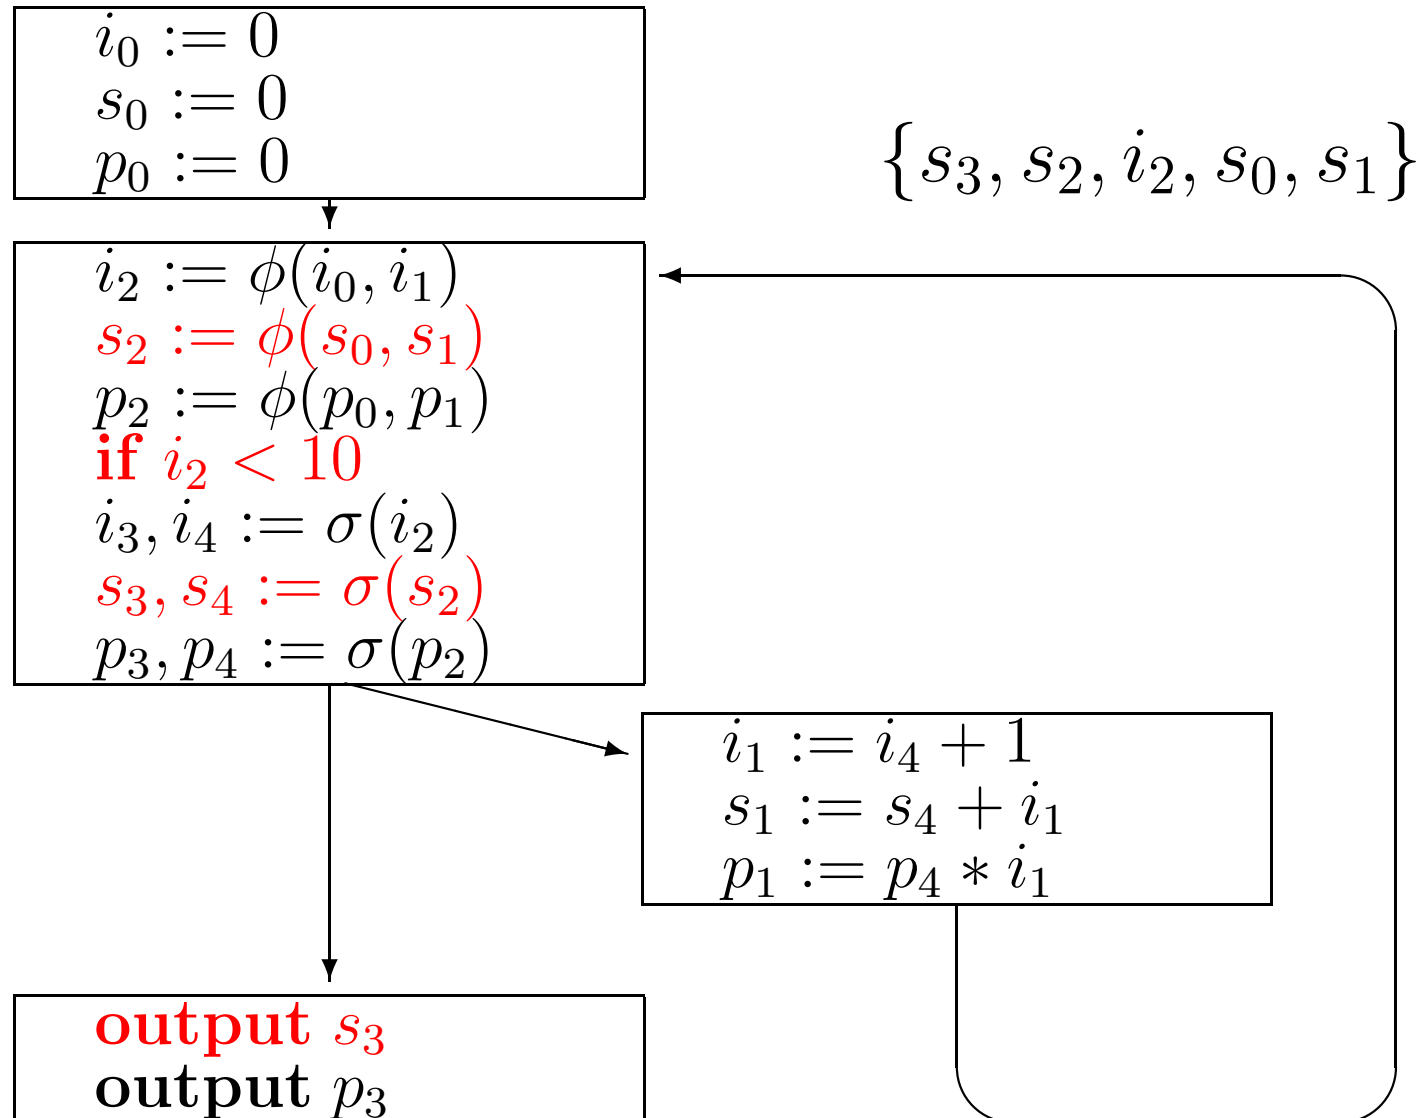 i₀ := 0
s₀ := 0
p₀ := 0
{s₃, s₂, i₂, s₀, s₁}
i₂ := ϕ(i₀, i₁)
s₂ := ϕ(s₀, s₁)
p₂ := ϕ(p₀, p₁)
if i₂ < 10
i₃, i₄ := σ(i₂)
s₃, s₄ := σ(s₂)
p₃, p₄ := σ(p₂)
i₁ := i₄ + 1
s₁ := s₄ + i₁
p₁ := p₄ * i₁
output s₃
output p₃